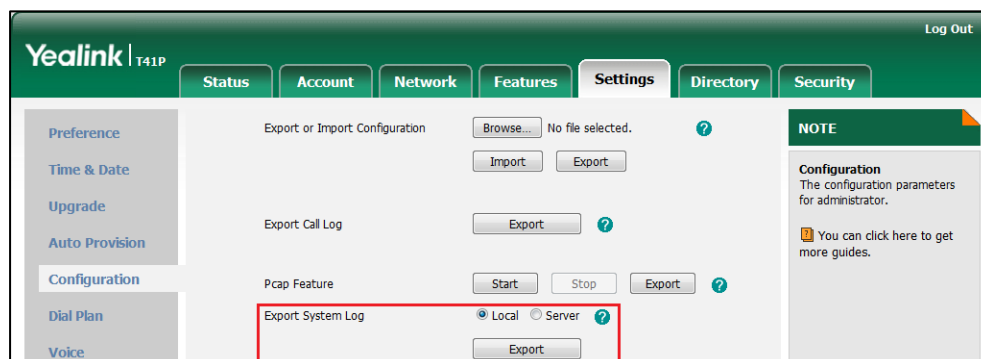 Log Out
Yealink T41P
Status Account Network Features Settings Directory Security
Preference
Time & Date
Upgrade
Auto Provision
Configuration
Dial Plan
Voice
Export or Import Configuration Browse... No file selected. ?
Import Export
Export Call Log Export ?
Pcap Feature Start Stop Export ?
Export System Log Local Server ?
Export
NOTE
Configuration
The configuration parameters
for administrator.
? You can click here to get
more guides.